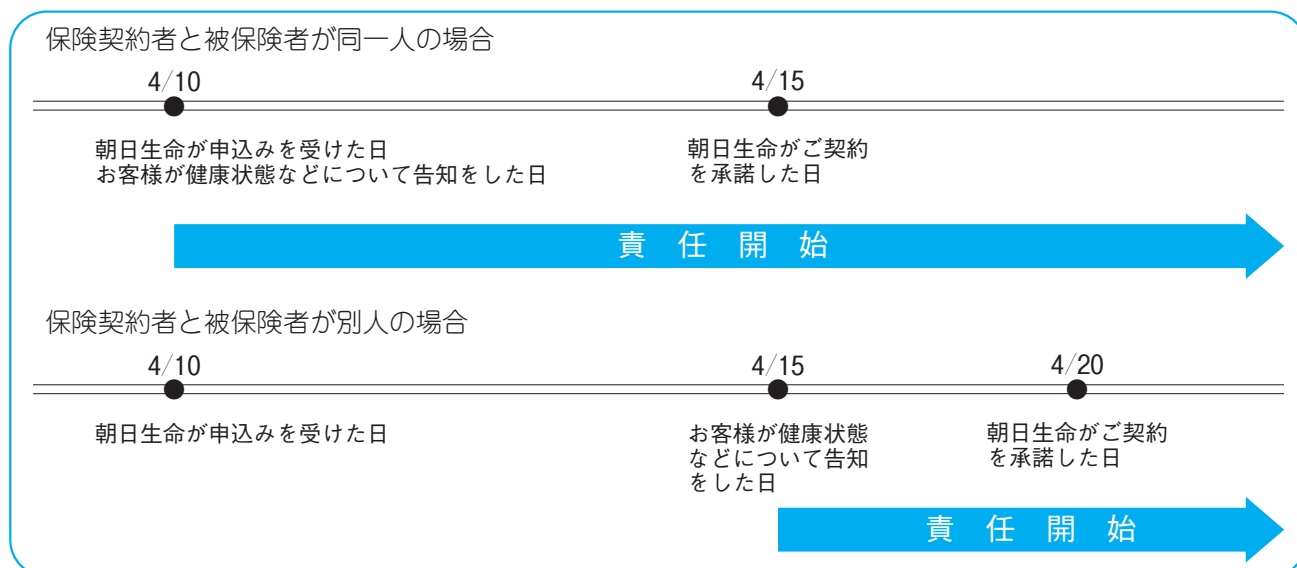 保険契約者と被保険者が同一人の場合
4/10
4/15
朝日生命が申込みを受けた日
お客様が健康状態などについて告知をした日
朝日生命がご契約
を承諾した日
責任開始
保険契約者と被保険者が別人の場合
4/10
4/15
4/20
朝日生命が申込みを受けた日
お客様が健康状態
などについて告知
をした日
朝日生命がご契約
を承諾した日
責任開始